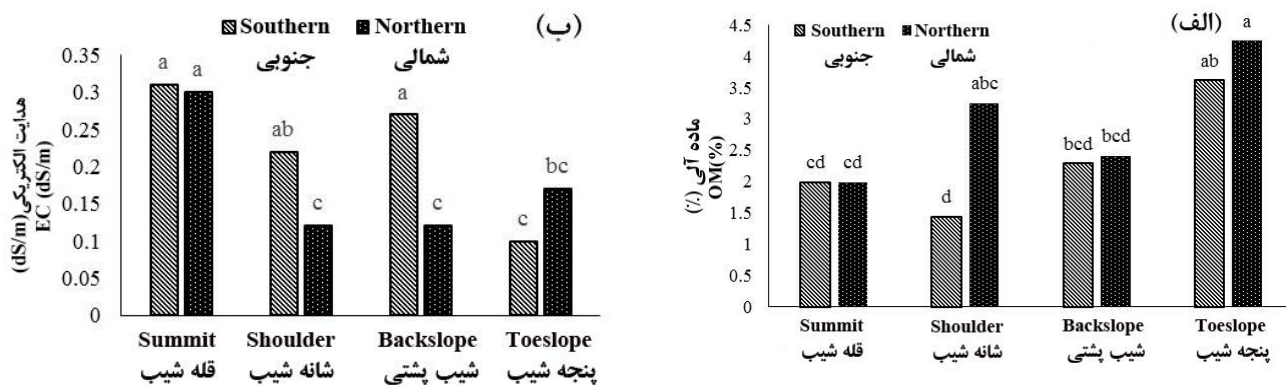 (ب)
Southern Northern
جنوبی شمالی
هدایت الکتریکی (dS/m)
EC (dS/m)
0.35
0.3
0.25
0.2
0.15
0.1
0.05
0
a a
ab c
a c
c bc
Summit Shoulder Backslope Toeslope
قله شیب شانه شیب شیب پشتی پنجه شیب
(الف)
Southern Northern
جنوبی شمالی
ماده آلی (٪)
OM(%)
4.5
4
3.5
3
2.5
2
1.5
1
0.5
0
cd cd
d abc
bcd bcd
ab a
Summit Shoulder Backslope Toeslope
قله شیب شانه شیب شیب پشتی پنجه شیب